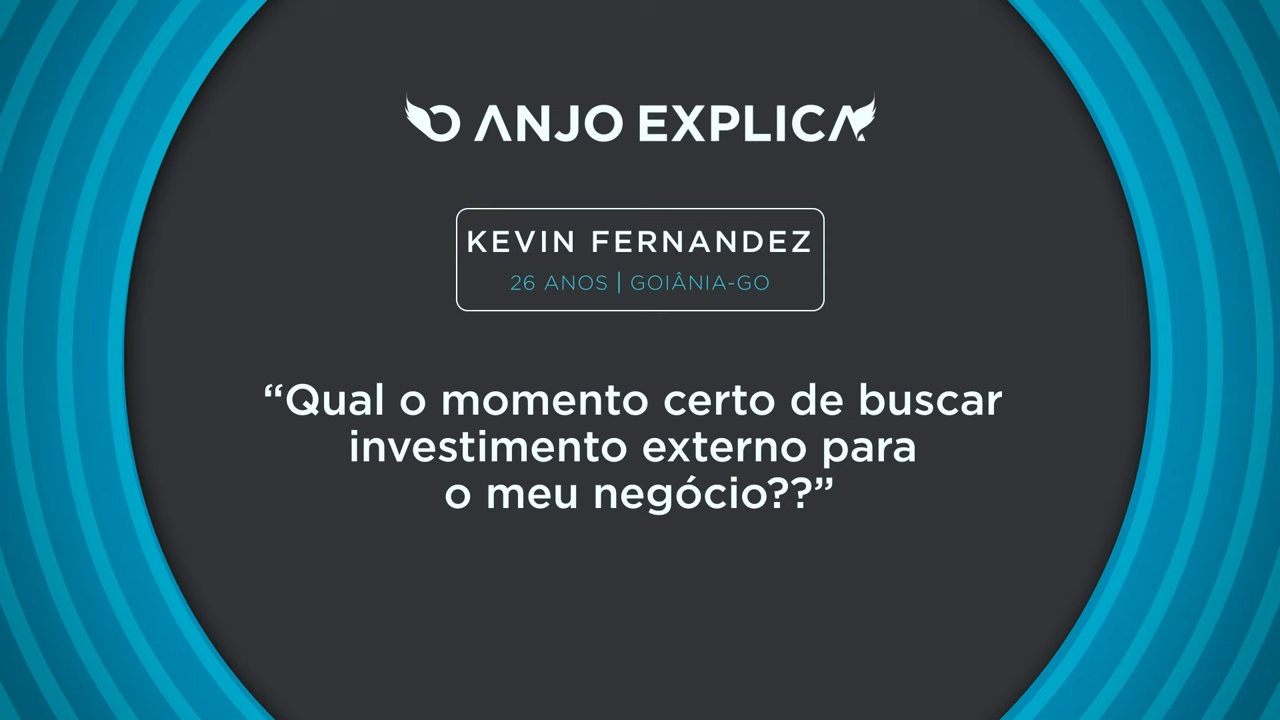 O ANJO EXPLICA
KEVIN FERNANDEZ
26 ANOS | GOIÂNIA-GO
“Qual o momento certo de buscar
investimento externo para
o meu negócio??”